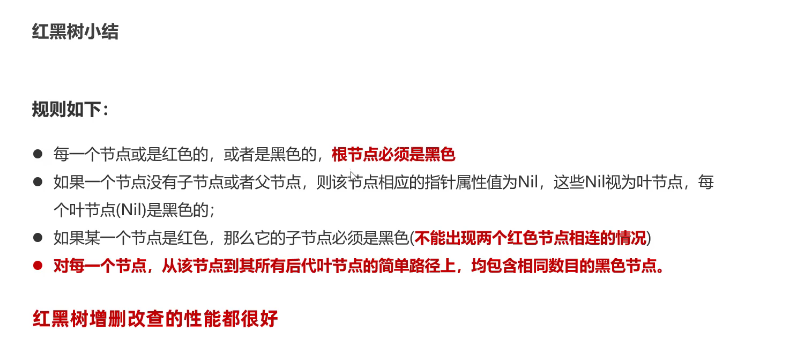 红黑树小结
规则如下：
● 每一个节点或是红色的，或者是黑色的，根节点必须是黑色
● 如果一个节点没有子节点或者父节点，则该节点相应的指针属性值为Nil，这些Nil视为叶节点，每
个叶节点(Nil)是黑色的；
● 如果某一个节点是红色，那么它的子节点必须是黑色(不能出现两个红色节点相连的情况)
● 对每一个节点，从该节点到其所有后代叶节点的简单路径上，均包含相同数目的黑色节点。
红黑树增删改查的性能都很好